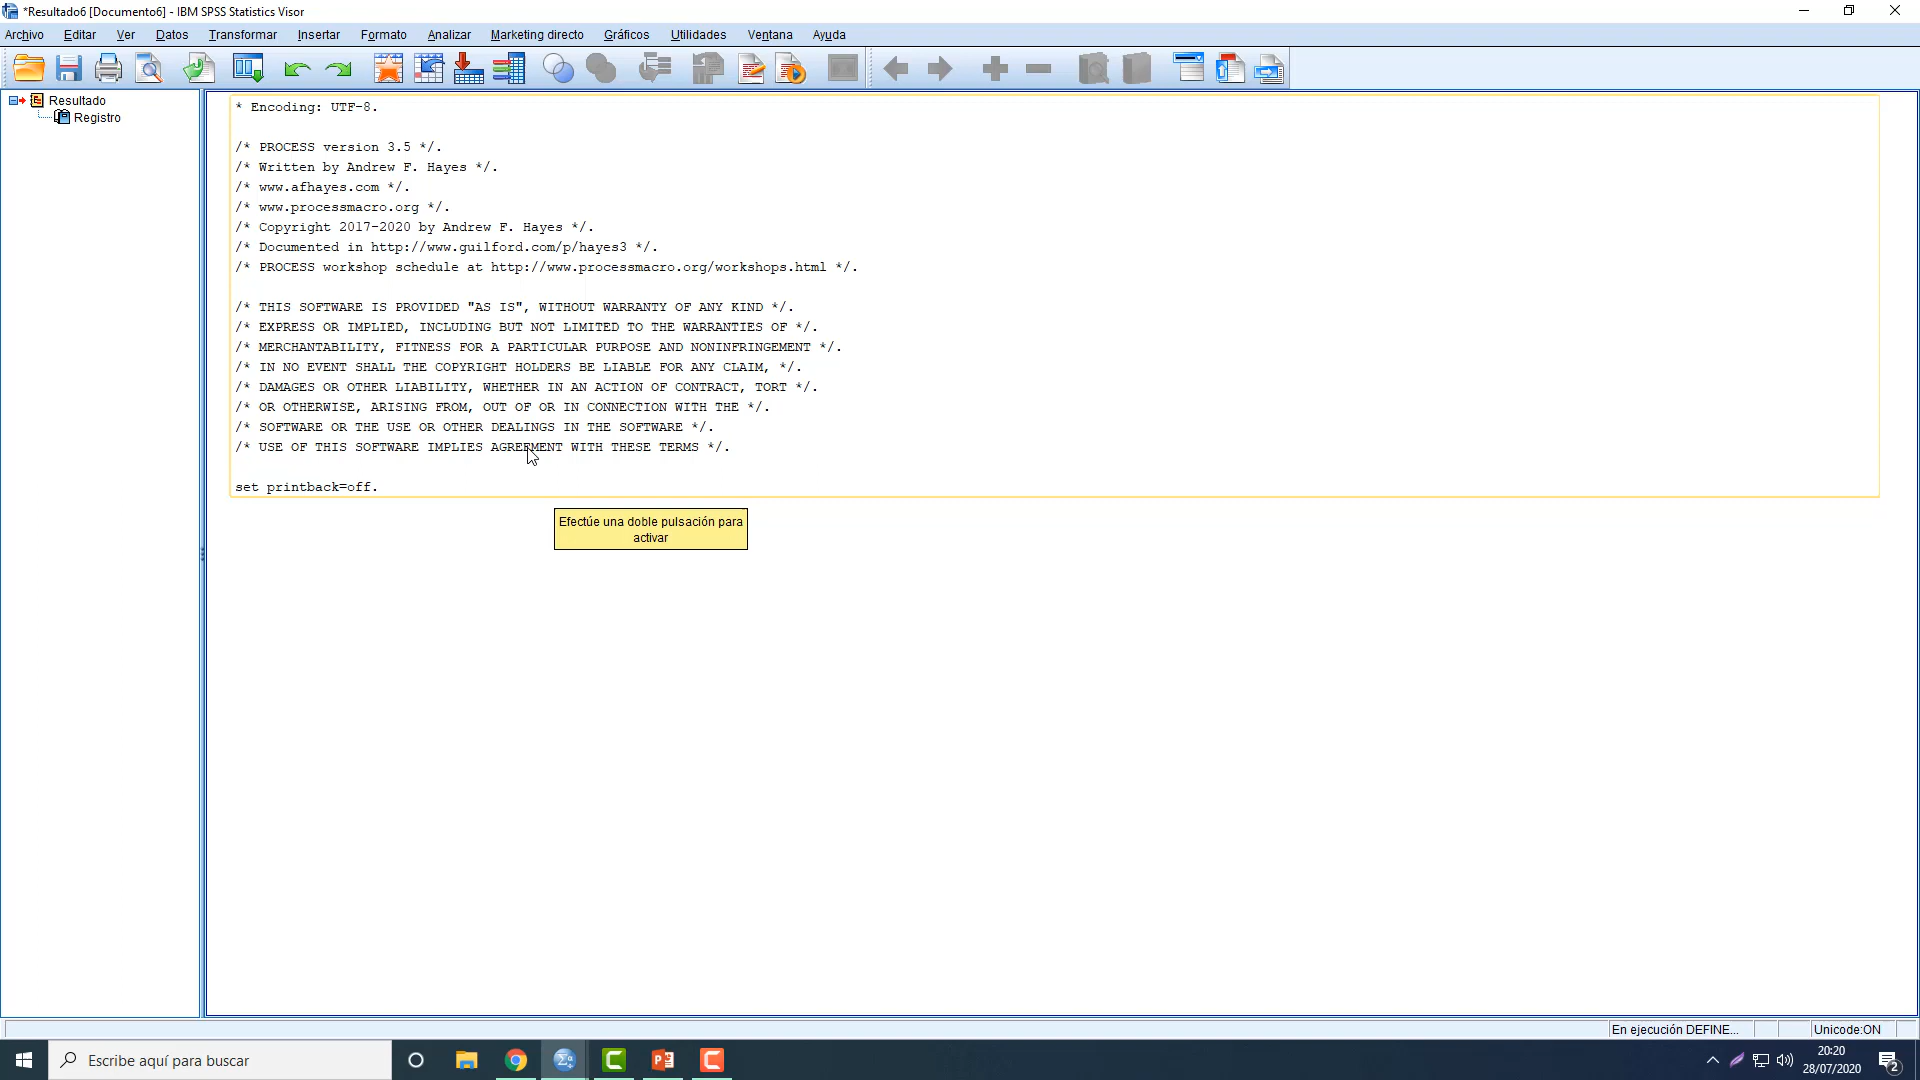 *Resultado6 [Documento6] - IBM SPSS Statistics Visor
Archivo Editar Ver Datos Transformar Insertar Formato Analizar Marketing directo Gráficos Utilidades Ventana Ayuda
Resultado
Registro
* Encoding: UTF-8.
/* PROCESS version 3.5 */.
/* Written by Andrew F. Hayes */.
/* www.afhayes.com */.
/* www.processmacro.org */.
/* Copyright 2017-2020 by Andrew F. Hayes */.
/* Documented in http://www.guilford.com/p/hayes3 */.
/* PROCESS workshop schedule at http://www.processmacro.org/workshops.html */.
/* THIS SOFTWARE IS PROVIDED "AS IS", WITHOUT WARRANTY OF ANY KIND */.
/* EXPRESS OR IMPLIED, INCLUDING BUT NOT LIMITED TO THE WARRANTIES OF */.
/* MERCHANTABILITY, FITNESS FOR A PARTICULAR PURPOSE AND NONINFRINGEMENT */.
/* IN NO EVENT SHALL THE COPYRIGHT HOLDERS BE LIABLE FOR ANY CLAIM, */.
/* DAMAGES OR OTHER LIABILITY, WHETHER IN AN ACTION OF CONTRACT, TORT */.
/* OR OTHERWISE, ARISING FROM, OUT OF OR IN CONNECTION WITH THE */.
/* SOFTWARE OR THE USE OR OTHER DEALINGS IN THE SOFTWARE */.
/* USE OF THIS SOFTWARE IMPLIES AGREEMENT WITH THESE TERMS */.
set printback=off.
Efectúe una doble pulsación para
activar
En ejecución DEFINE... Unicode:ON
Escribe aquí para buscar
20:20
28/07/2020
2